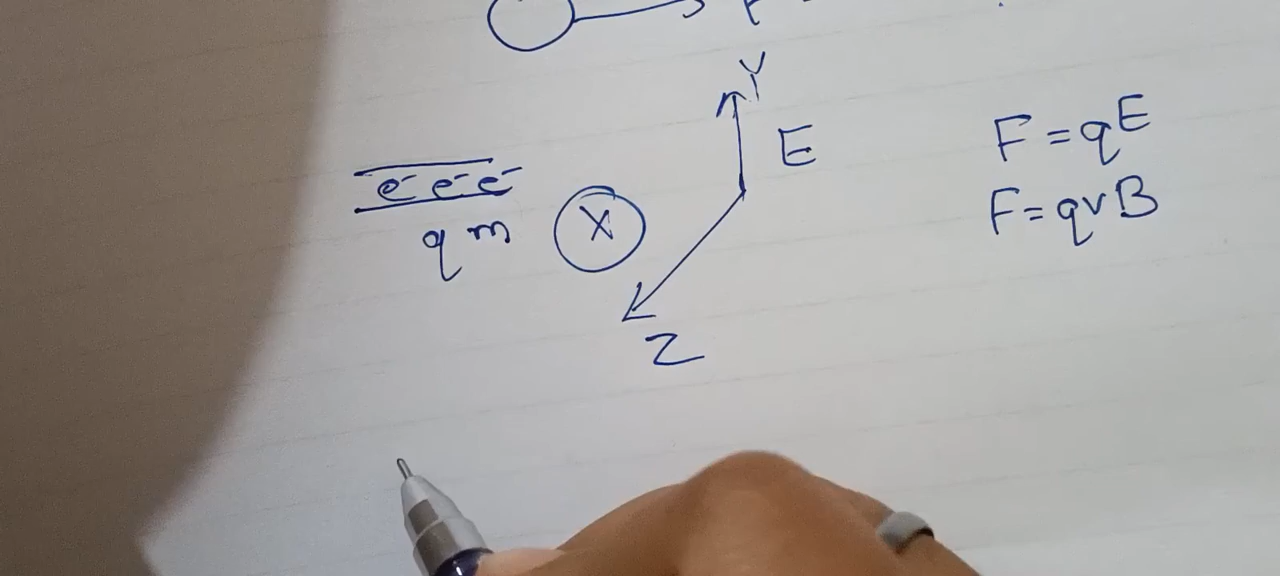 Y
E
F = qE
e⁻ e⁻ e⁻
F = qvB
q m
X
Z